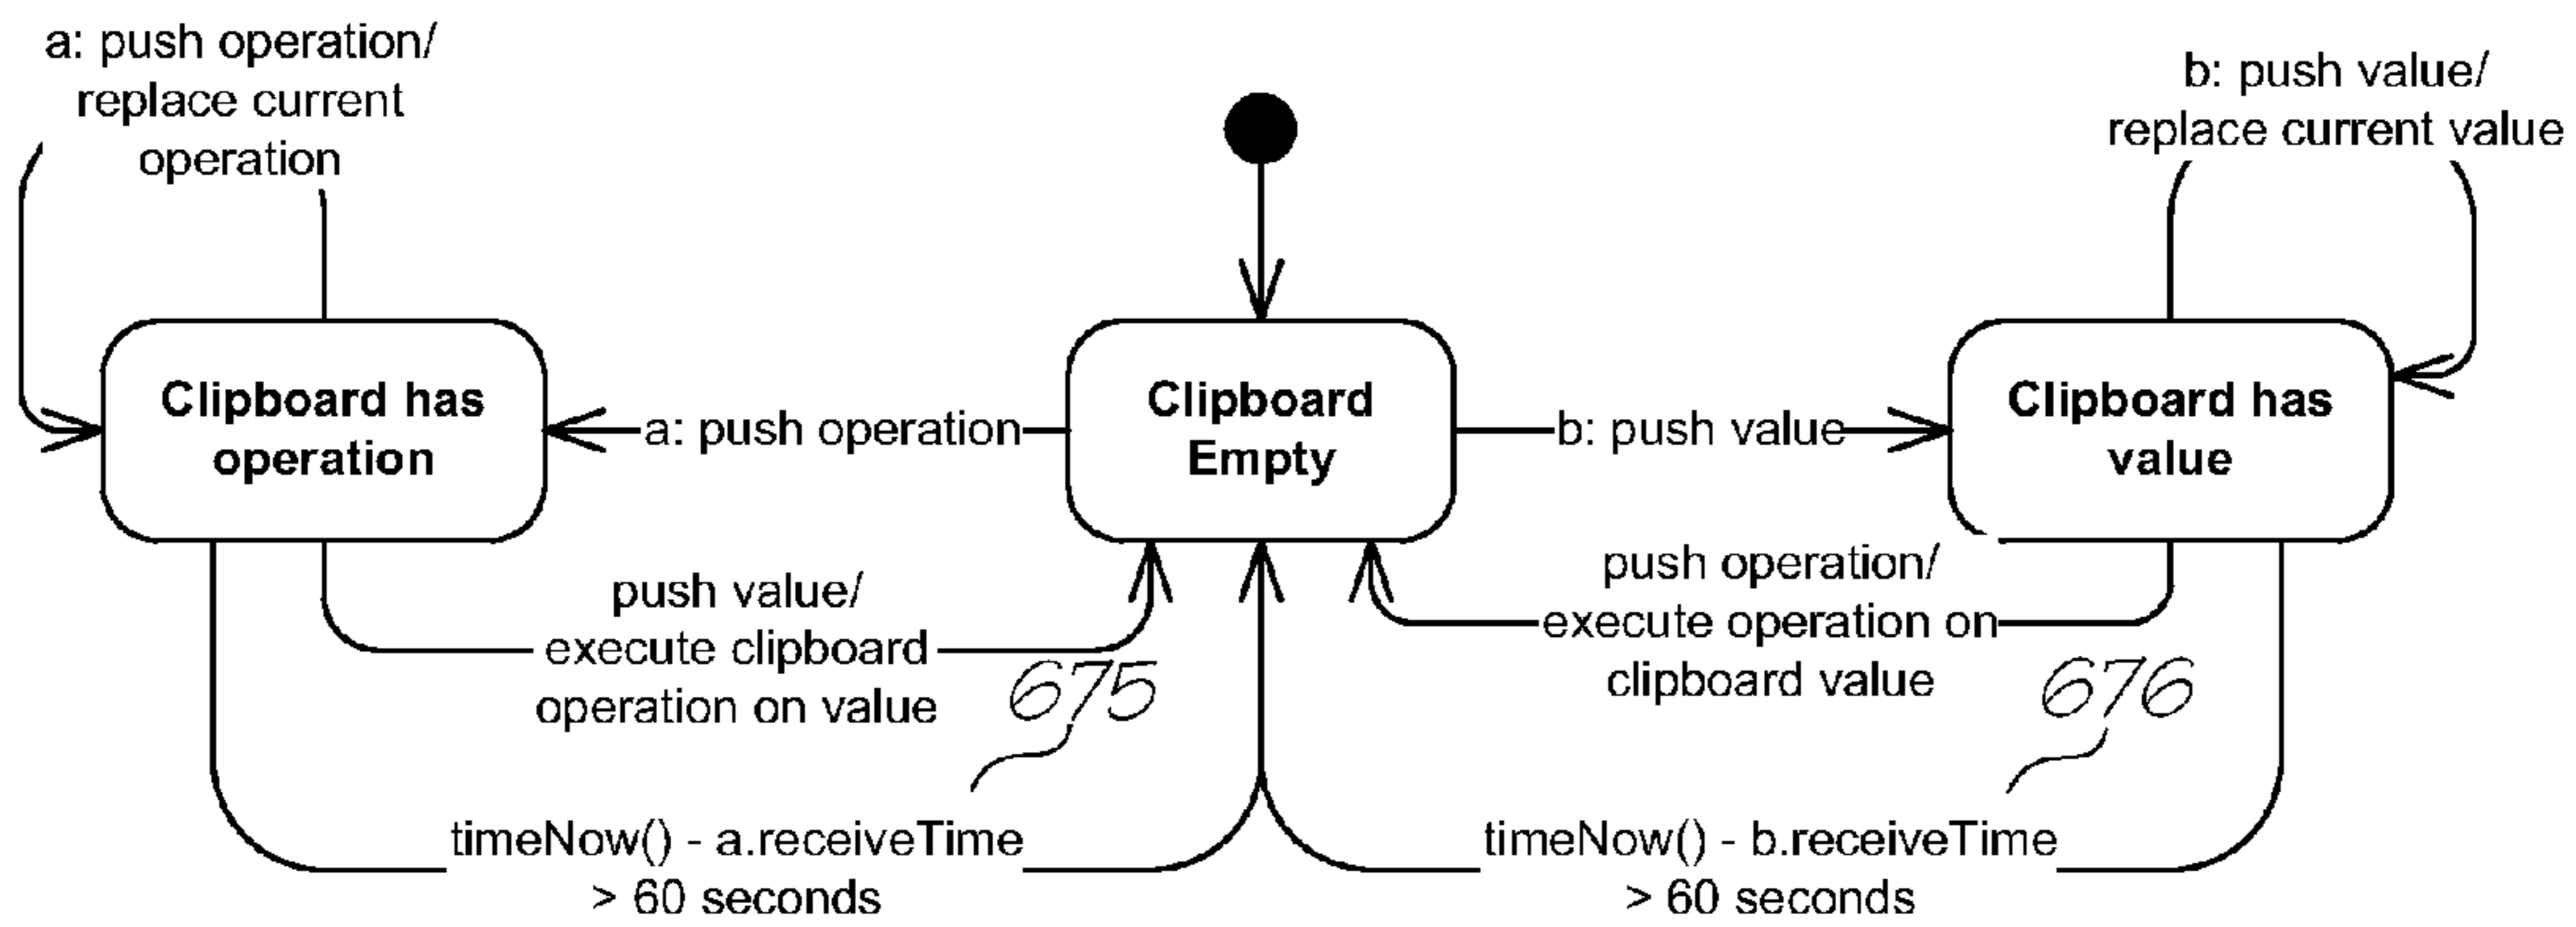 a: push operation/
replace current
operation
b: push value/
replace current value
Clipboard has
operation
a: push operation
Clipboard
Empty
b: push value
Clipboard has
value
push value/
execute clipboard
operation on value
675
push operation/
execute operation on
clipboard value
676
timeNow() - a.receiveTime
> 60 seconds
timeNow() - b.receiveTime
> 60 seconds